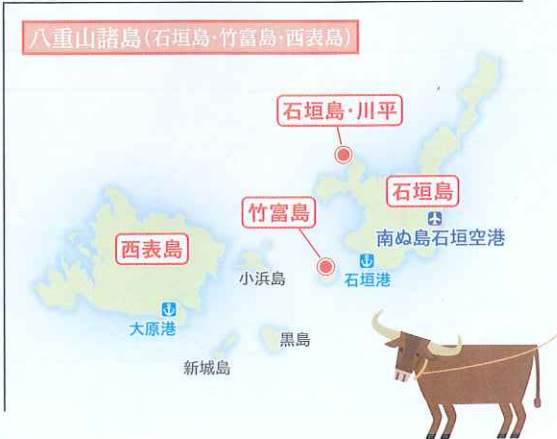 八重山諸島(石垣島・竹富島・西表島)
石垣島・川平
石垣島
竹富島
南ぬ島石垣空港
西表島
小浜島
石垣港
大原港
黒島
新城島